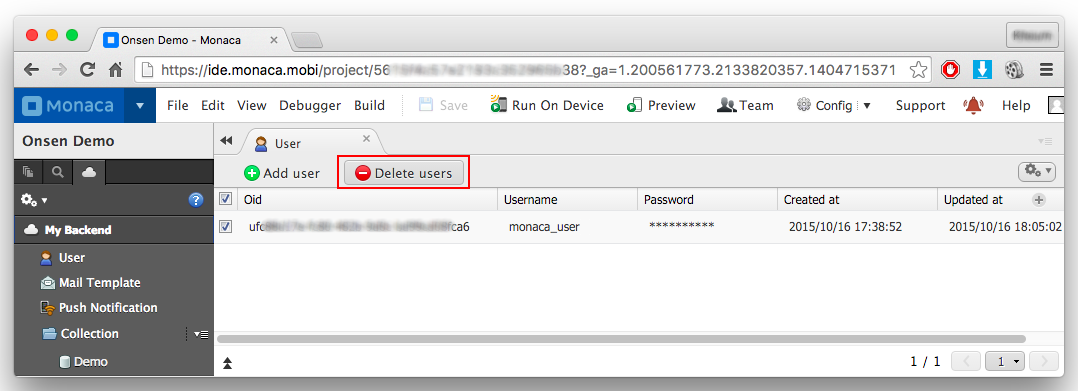 Onsen Demo - Monaca
https://ide.monaca.mobi/project/56 38?_ga=1.200561773.2133820357.1404715371
Monaca File Edit View Debugger Build Save Run On Device Preview Team Config Support Help
Onsen Demo
User
Add user Delete users
Oid Username Password Created at Updated at
ufd ca6 monaca_user ********** 2015/10/16 17:38:52 2015/10/16 18:05:02
My Backend
User
Mail Template
Push Notification
Collection
Demo
1 / 1 1